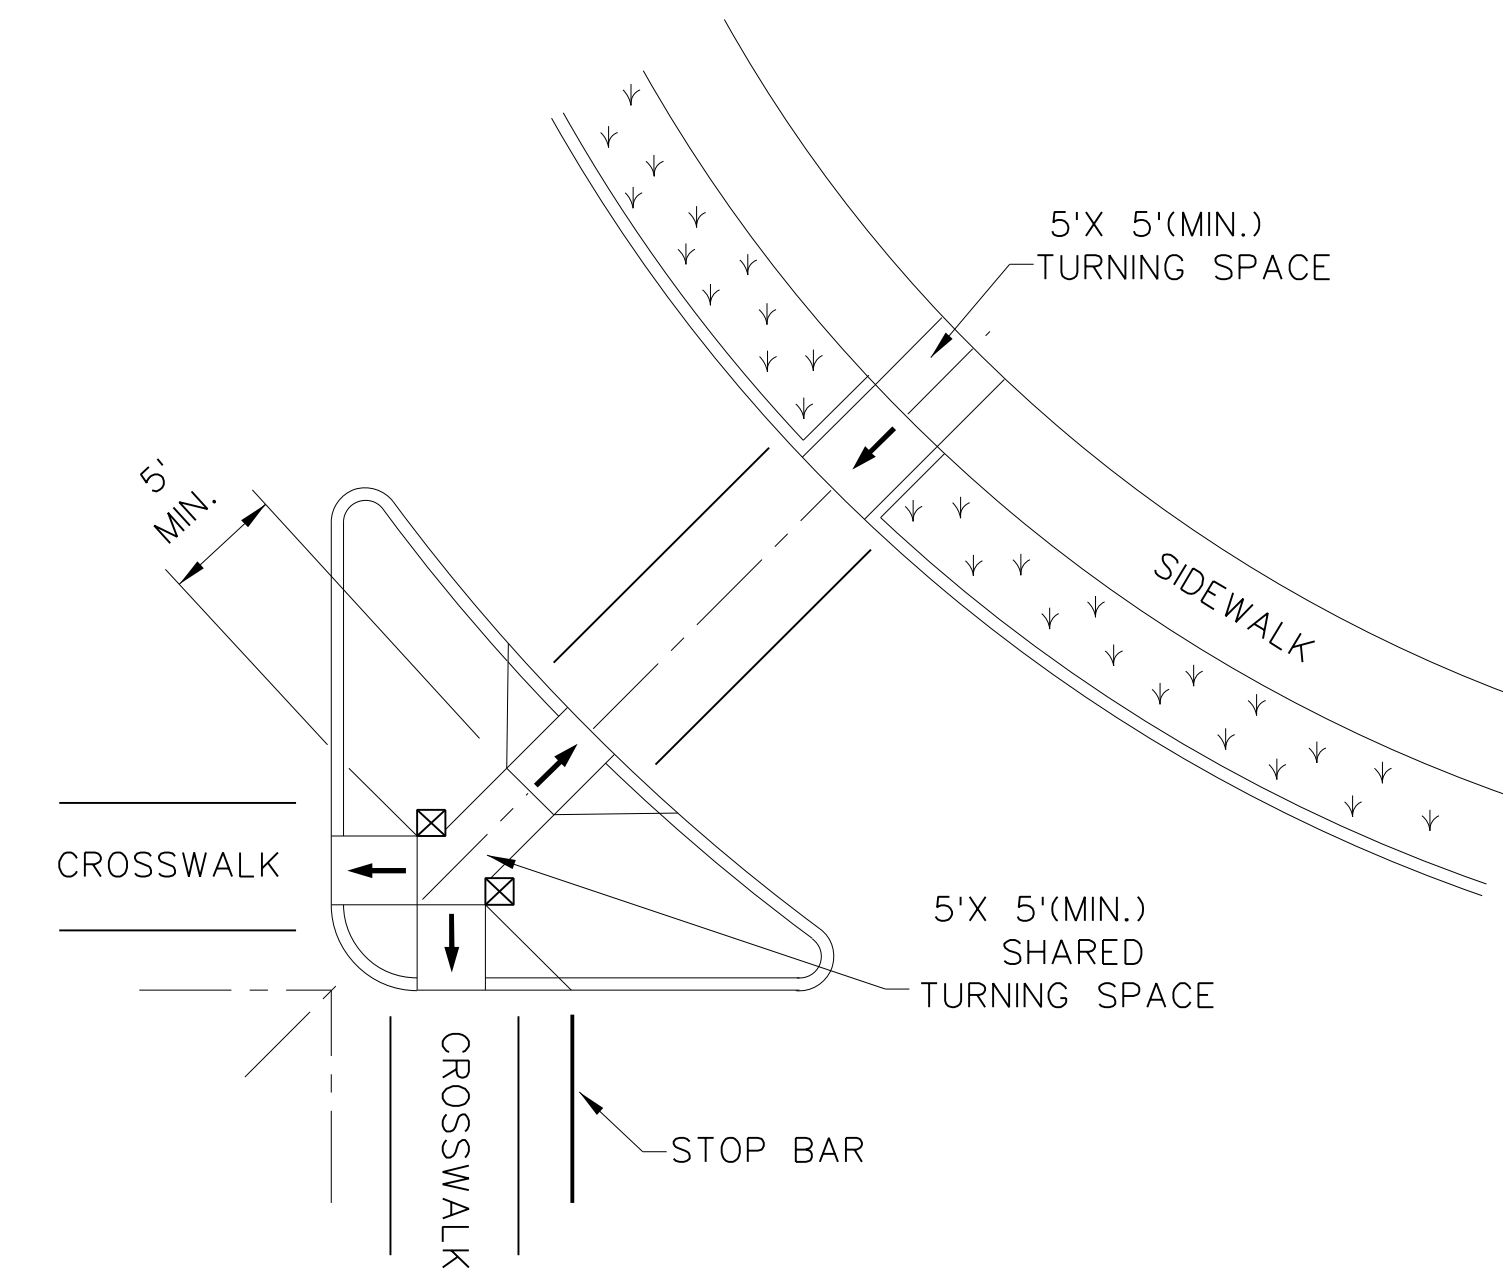 5'X 5'(MIN.)
TURNING SPACE
5'
MIN.
SIDEWALK
CROSSWALK
5'X 5'(MIN.)
SHARED
TURNING SPACE
CROSSWALK
STOP BAR